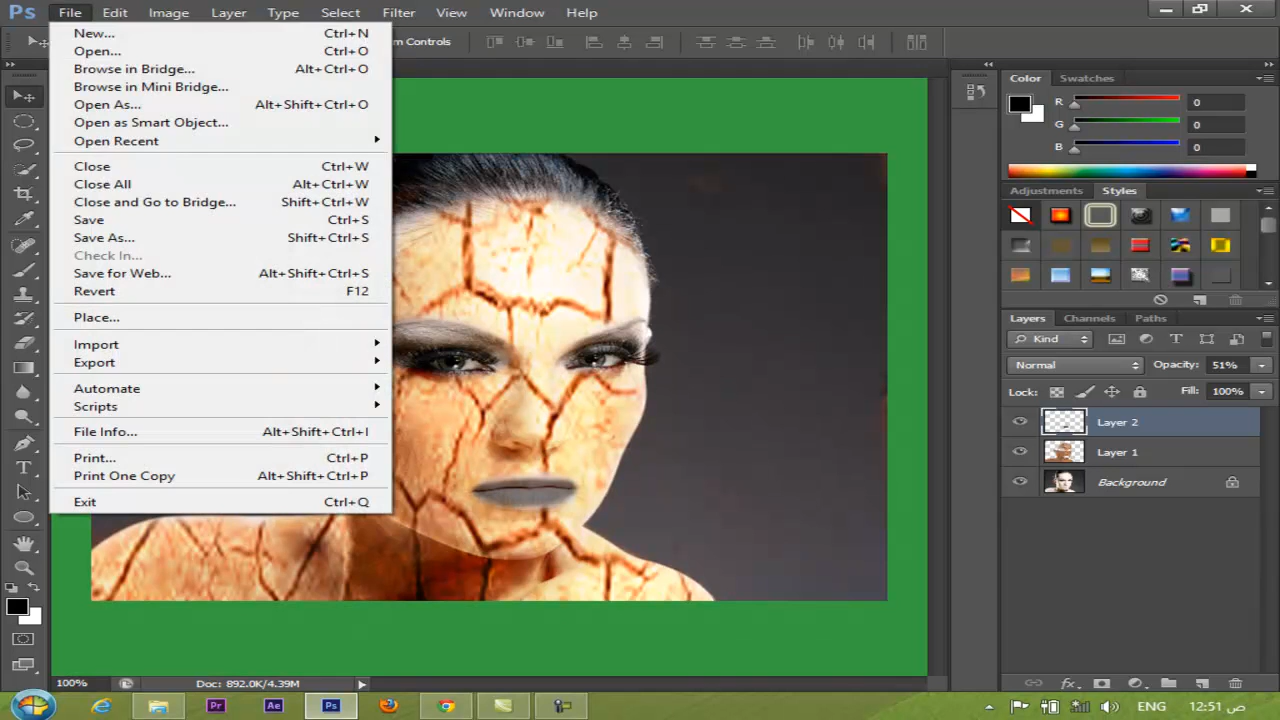 Ps File Edit Image Layer Type Select Filter View Window Help
m Controls
New... Ctrl+N
Open... Ctrl+O
Browse in Bridge... Alt+Ctrl+O
Browse in Mini Bridge...
Open As... Alt+Shift+Ctrl+O
Open as Smart Object...
Open Recent
Close Ctrl+W
Close All Alt+Ctrl+W
Close and Go to Bridge... Shift+Ctrl+W
Save Ctrl+S
Save As... Shift+Ctrl+S
Check In...
Save for Web... Alt+Shift+Ctrl+S
Revert F12
Place...
Import
Export
Automate
Scripts
File Info... Alt+Shift+Ctrl+I
Print... Ctrl+P
Print One Copy Alt+Shift+Ctrl+P
Exit Ctrl+Q
Color Swatches
R 0
G 0
B 0
Adjustments Styles
Layers Channels Paths
Kind
Normal Opacity: 51%
Lock: Fill: 100%
Layer 2
Layer 1
Background
100% Doc: 892.0K/4.39M
Pr Ae Ps ENG 12:51 ص